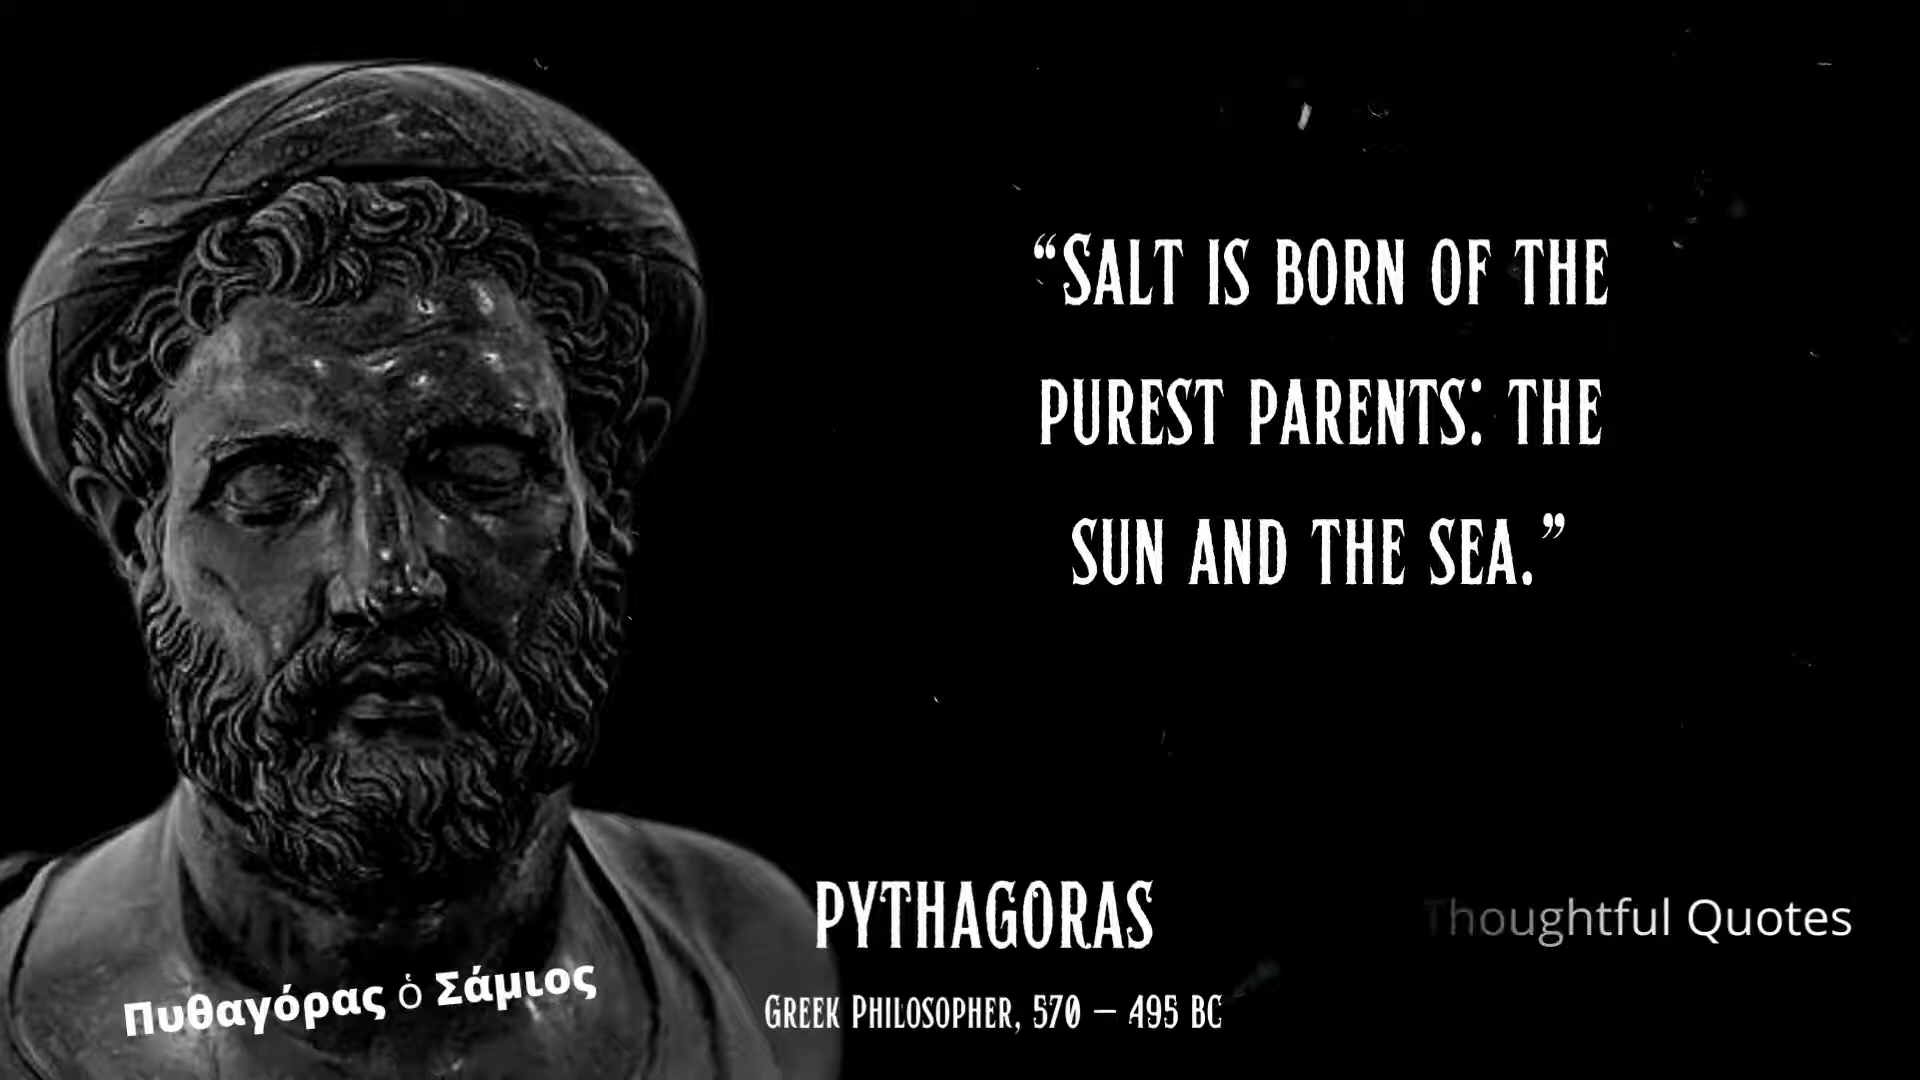 “Salt is born of the
purest parents: the
sun and the sea.”
Pythagoras
Greek Philosopher, 570 – 495 BC
Thoughtful Quotes
Πυθαγόρας ὁ Σάμιος